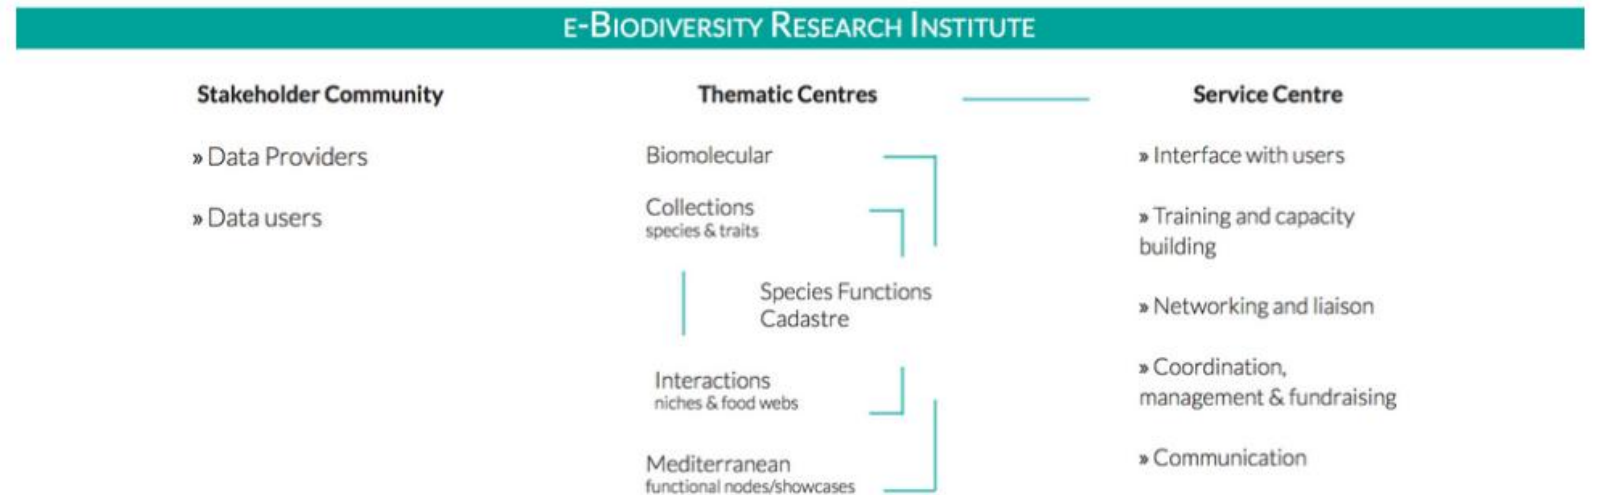 E-BIODIVERSITY RESEARCH INSTITUTE
Stakeholder Community
» Data Providers
» Data users
Thematic Centres
Biomolecular
Collections
species & traits
Species Functions
Cadastre
Interactions
niches & food webs
Mediterranean
functional nodes/showcases
Service Centre
» Interface with users
» Training and capacity
building
» Networking and liaison
» Coordination,
management & fundraising
» Communication